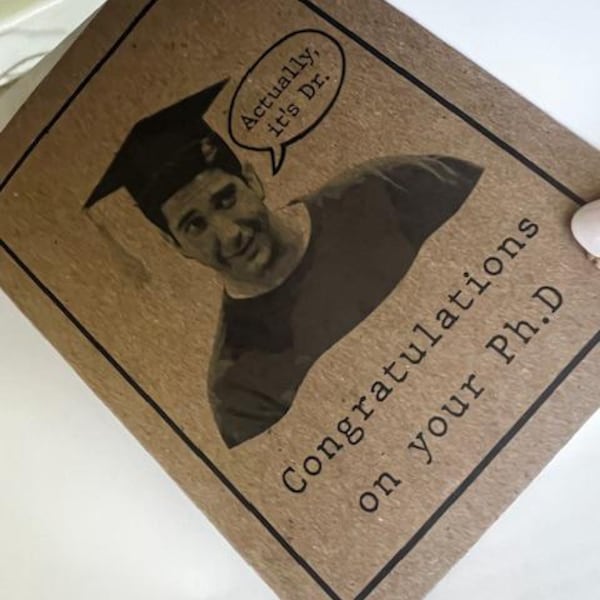 Actually,
it's Dr.
Congratulations
on your Ph.D